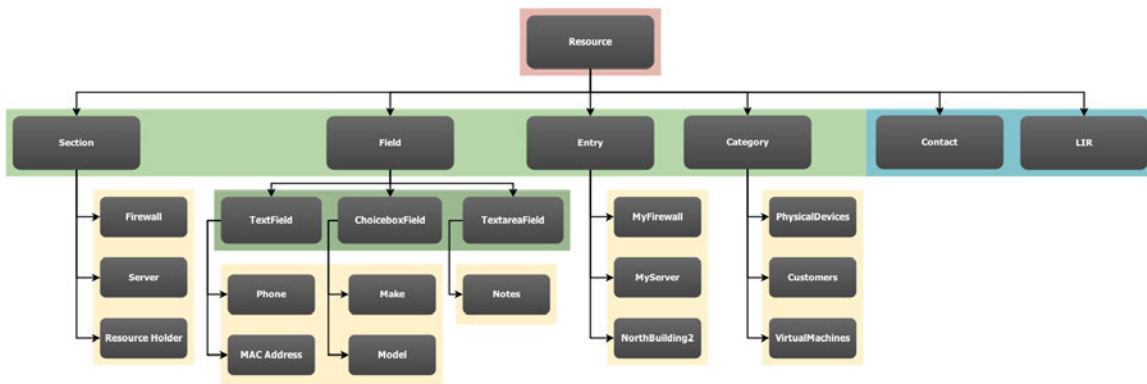 Resource
Section
Field
Entry
Category
Contact
LIR
Firewall
TextField
ChoiceboxField
TextareaField
MyFirewall
PhysicalDevices
Server
Phone
Make
Notes
MyServer
Customers
Resource Holder
MAC Address
Model
NorthBuilding2
VirtualMachines